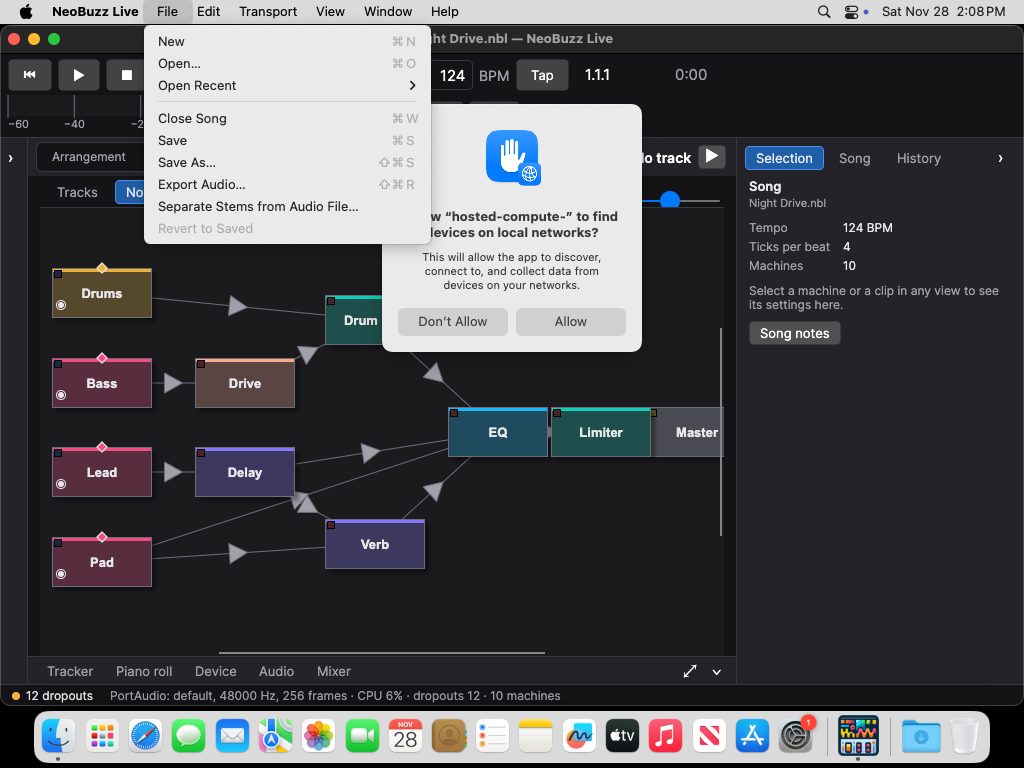 NeoBuzz Live File Edit Transport View Window Help Sat Nov 28 2:08 PM
ght Drive.nbl — NeoBuzz Live
New ⌘ N
Open... ⌘ O
Open Recent
Close Song ⌘ W
Save ⌘ S
Save As... ⇧ ⌘ S
Export Audio... ⇧ ⌘ R
Separate Stems from Audio File...
Revert to Saved
124 BPM Tap 1.1.1 0:00
−60 −40 −2
Arrangement
Tracks No
lo track
w “hosted-compute-” to find
devices on local networks?
This will allow the app to discover,
connect to, and collect data from
devices on your networks.
Don’t Allow Allow
Selection Song History
Song
Night Drive.nbl
Tempo 124 BPM
Ticks per beat 4
Machines 10
Select a machine or a clip in any view to see
its settings here.
Song notes
Drums
Drum
Bass
Drive
EQ
Limiter
Master
Lead
Delay
Verb
Pad
Tracker Piano roll Device Audio Mixer
12 dropouts PortAudio: default, 48000 Hz, 256 frames · CPU 6% · dropouts 12 · 10 machines
NOV
28
tv
1